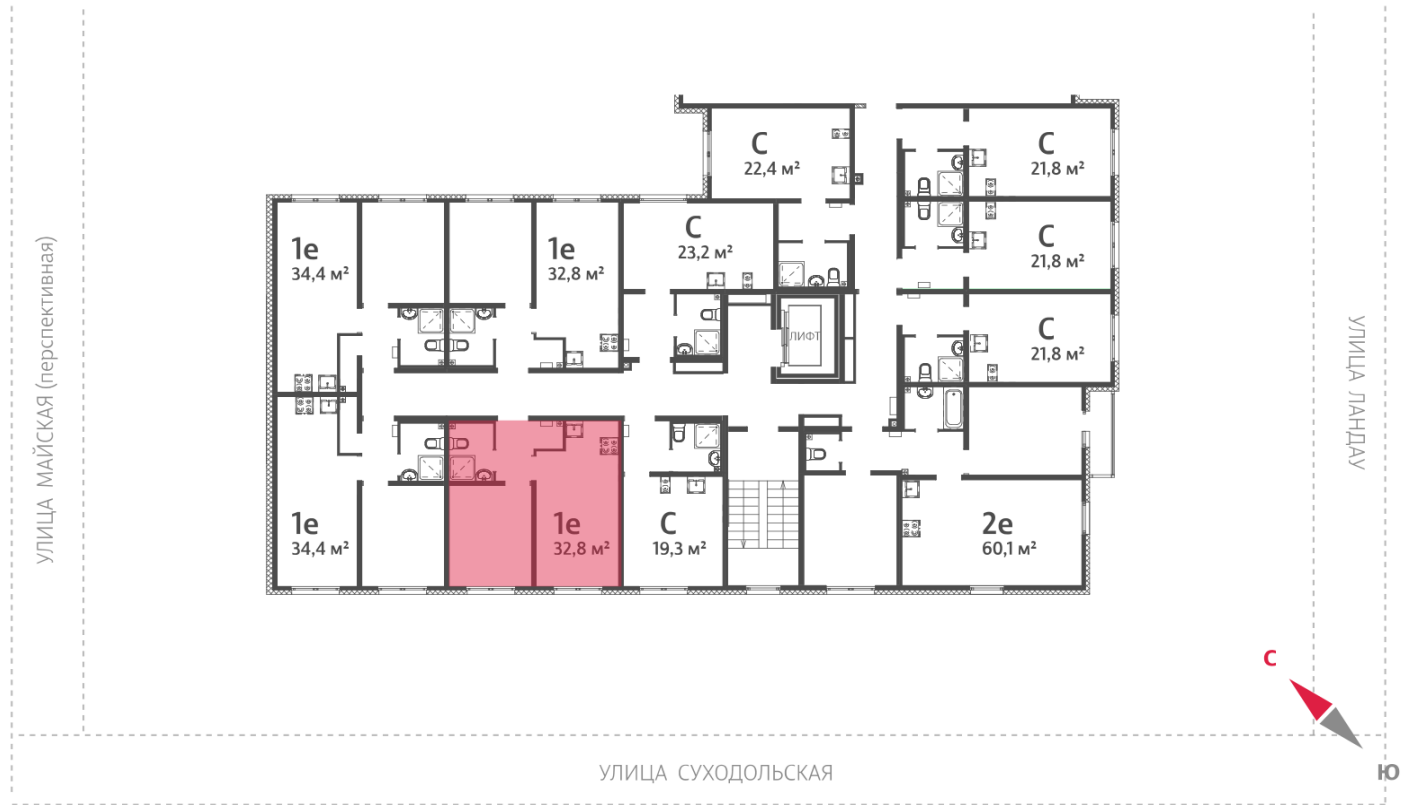 С
22,4 м²
С
21,8 м²
1е
34,4 м²
1е
32,8 м²
С
23,2 м²
С
21,8 м²
ЛИФТ
С
21,8 м²
УЛИЦА МАЙСКАЯ (перспективная)
УЛИЦА ЛАНДАУ
1е
34,4 м²
1е
32,8 м²
С
19,3 м²
2е
60,1 м²
С
Ю
УЛИЦА СУХОДОЛЬСКАЯ